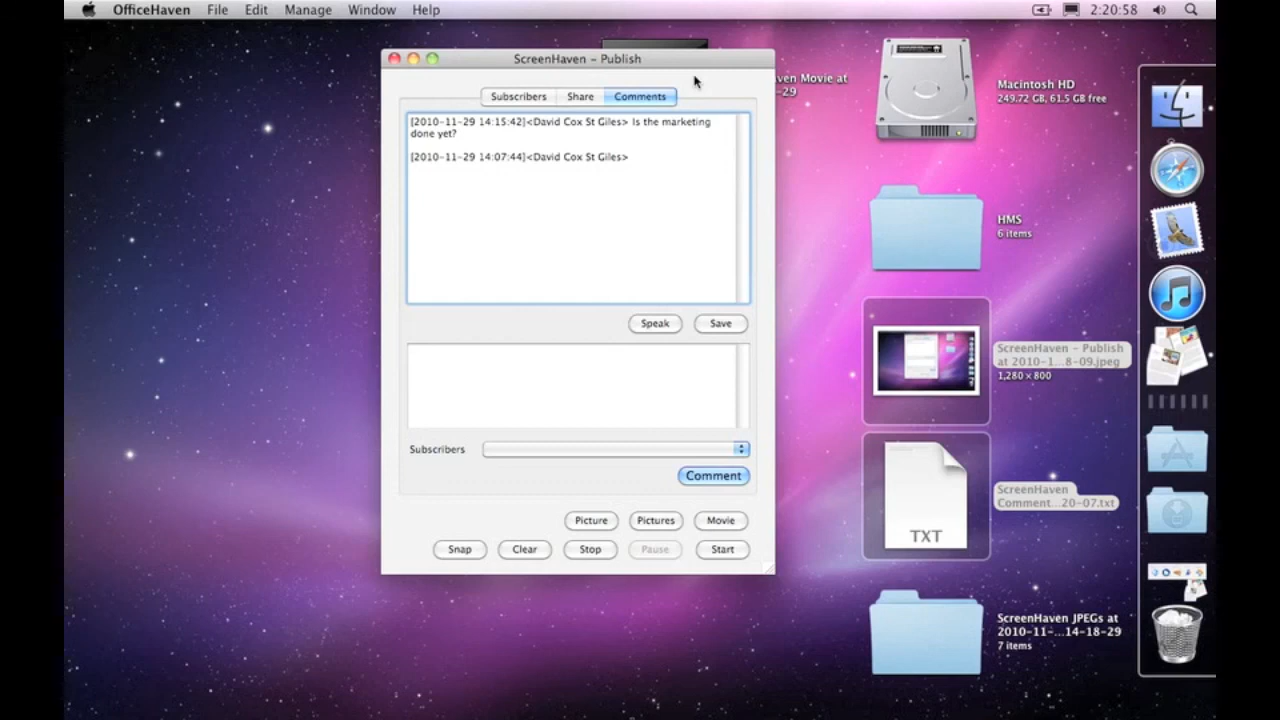 OfficeHaven File Edit Manage Window Help 2:20:58
ScreenHaven – Publish
Subscribers Share Comments
[2010-11-29 14:15:42]<David Cox St Giles> Is the marketing
done yet?
[2010-11-29 14:07:44]<David Cox St Giles>
Speak Save
Subscribers
Comment
Picture Pictures Movie
Snap Clear Stop Pause Start
ven Movie at
-29
Macintosh HD
249.72 GB, 61.5 GB free
HMS
6 items
ScreenHaven – Publish
at 2010-1...8-09.jpeg
1,280 × 800
TXT
ScreenHaven
Comment...20-07.txt
ScreenHaven JPEGs at
2010-11-...14-18-29
7 items